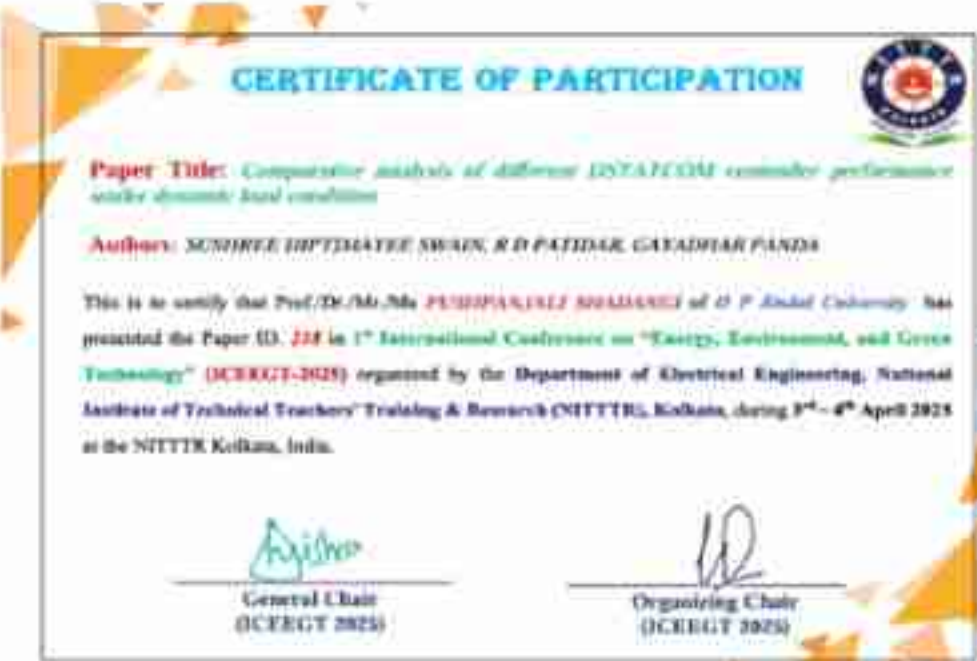 CERTIFICATE OF PARTICIPATION
Paper Title: Comparative analysis of different DSTATCOM controller performance
under dynamic load condition
Authors: SUSHREE DIPTIMAYEE SWAIN, R D PATIDAR, GAYADHAR PANDA
This is to certify that Prof./Dr./Mr./Ms PUSHPANJALI SHADANGI of O P Jindal University has
presented the Paper ID. 238 in 1st International Conference on "Energy, Environment, and Green
Technology" (ICEEGT-2025) organized by the Department of Electrical Engineering, National
Institute of Technical Teachers' Training & Research (NITTTR), Kolkata, during 3rd – 4th April 2025
at the NITTTR Kolkata, India.
General Chair
(ICEEGT 2025)
Organizing Chair
(ICEEGT 2025)